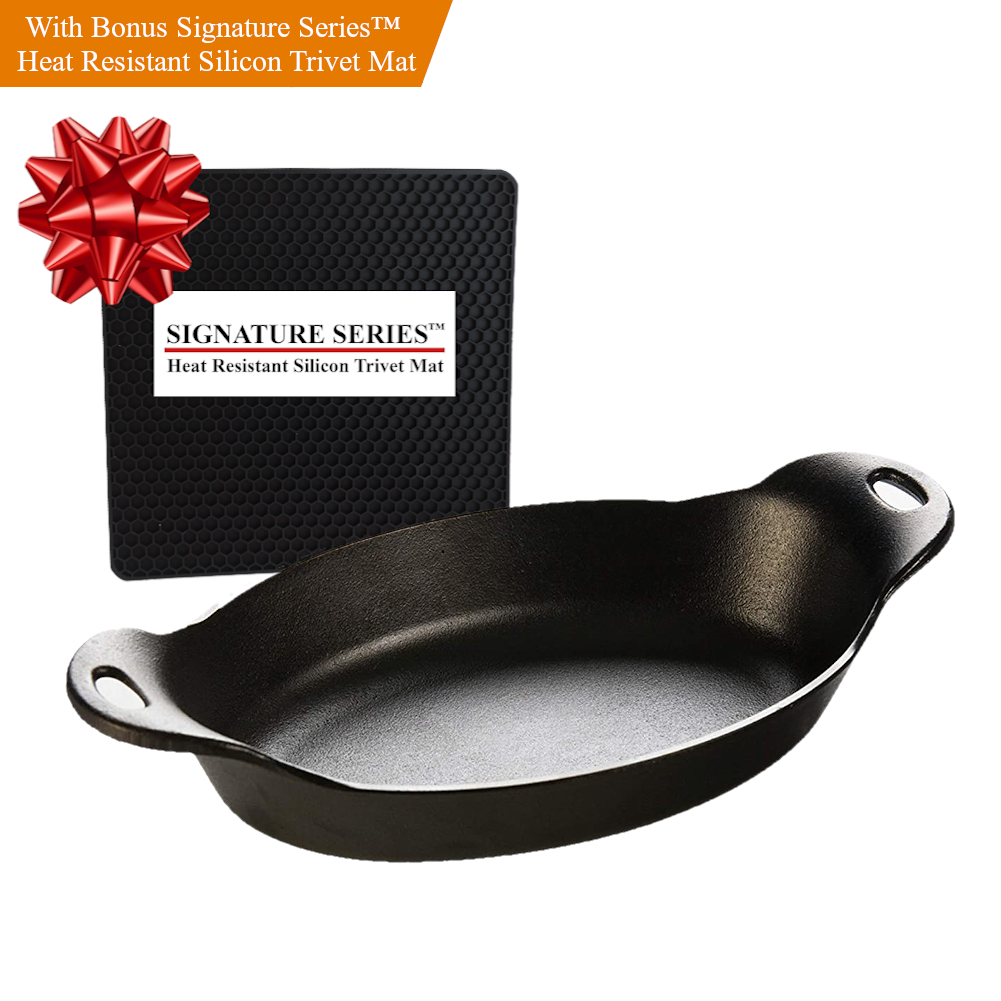 With Bonus Signature Series™
Heat Resistant Silicon Trivet Mat
SIGNATURE SERIES™
Heat Resistant Silicon Trivet Mat